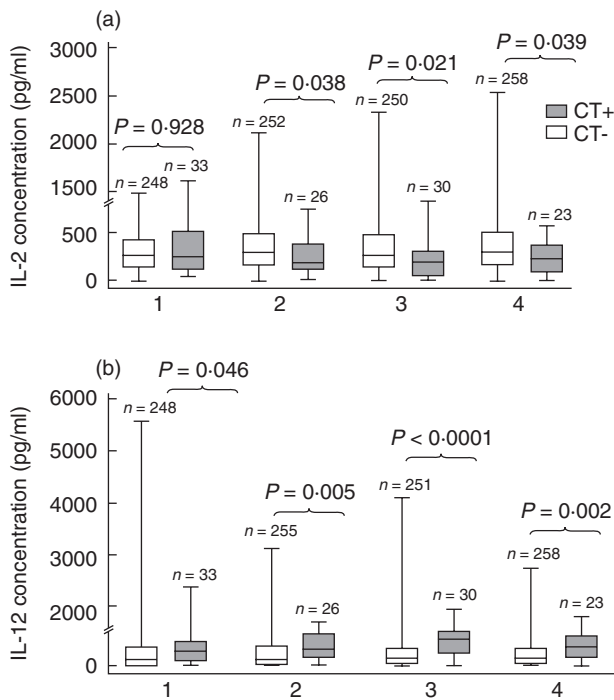 (a)
IL-2 concentration (pg/ml)
3000
2500
2000
1500
500
0
P = 0·928
P = 0·038
P = 0·021
P = 0·039
n = 248
n = 33
n = 252
n = 26
n = 250
n = 30
n = 258
n = 23
CT+
CT-
1 2 3 4
(b)
IL-12 concentration (pg/ml)
6000
5000
4000
3000
2000
0
P = 0·046
P = 0·005
P < 0·0001
P = 0·002
n = 248
n = 33
n = 255
n = 26
n = 251
n = 30
n = 258
n = 23
1 2 3 4